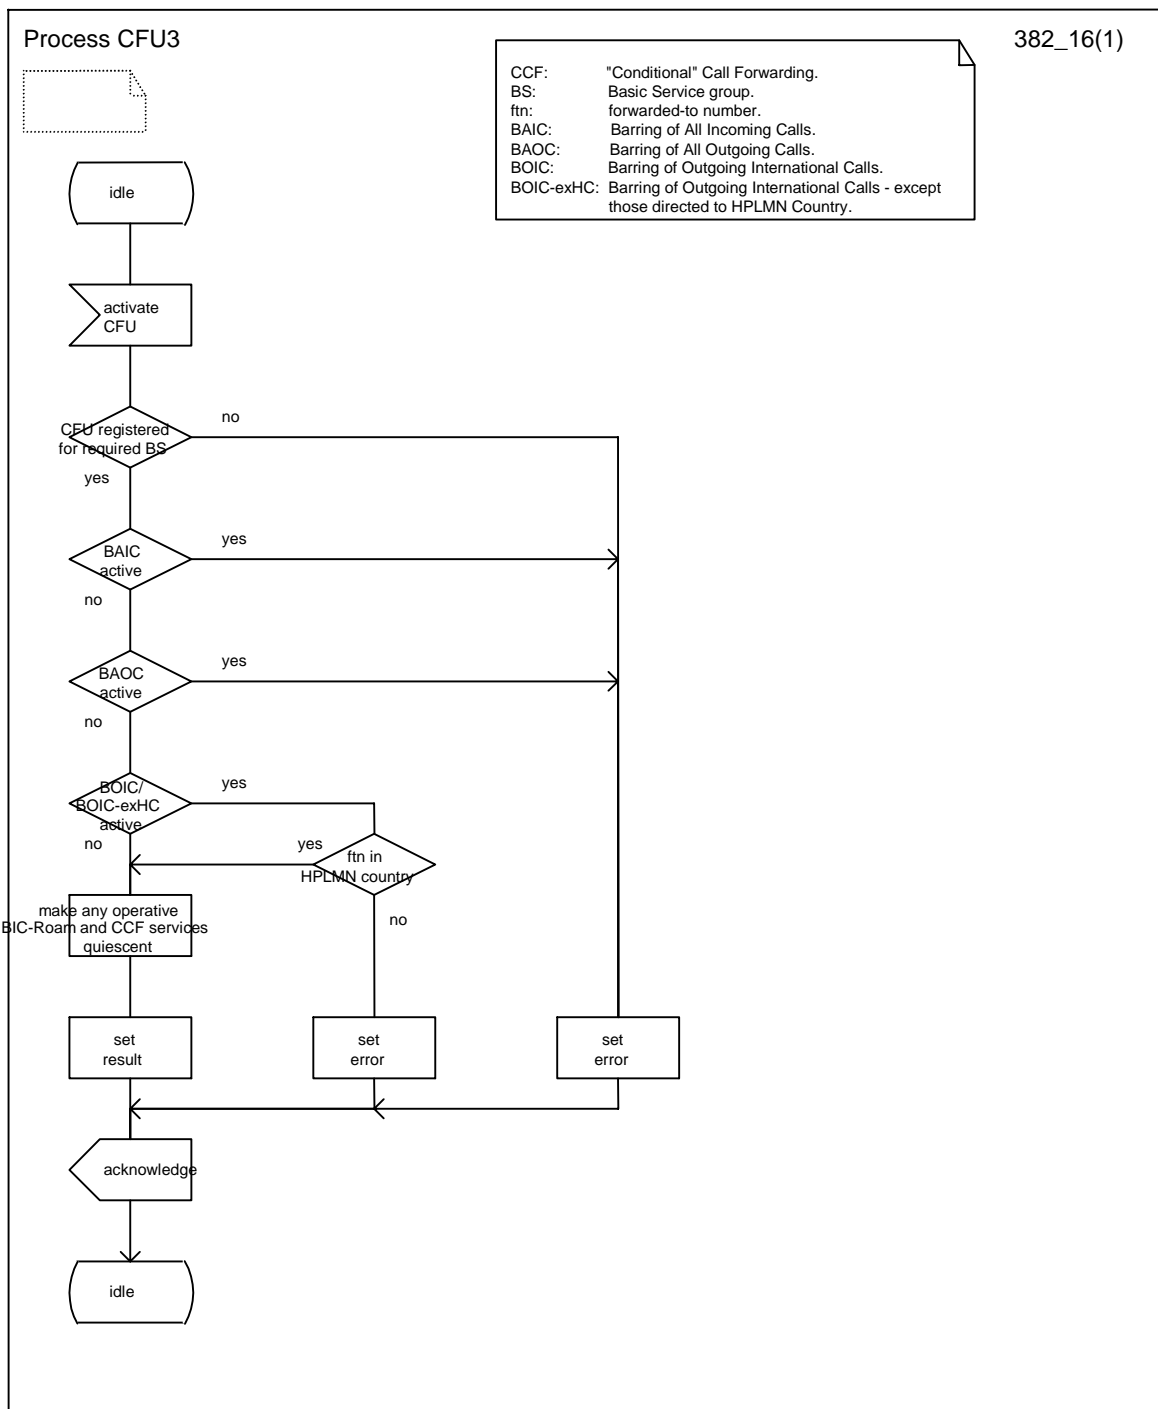 Process CFU3
382_16(1)
CCF: "Conditional" Call Forwarding.
BS: Basic Service group.
ftn: forwarded-to number.
BAIC: Barring of All Incoming Calls.
BAOC: Barring of All Outgoing Calls.
BOIC: Barring of Outgoing International Calls.
BOIC-exHC: Barring of Outgoing International Calls - except
those directed to HPLMN Country.
idle
activate
CFU
CFU registered
for required BS
no
yes
BAIC
active
yes
no
BAOC
active
yes
no
BOIC/
BOIC-exHC
active
yes
no
yes
ftn in
HPLMN country
no
make any operative
BIC-Roam and CCF services
quiescent
set
result
set
error
set
error
acknowledge
idle